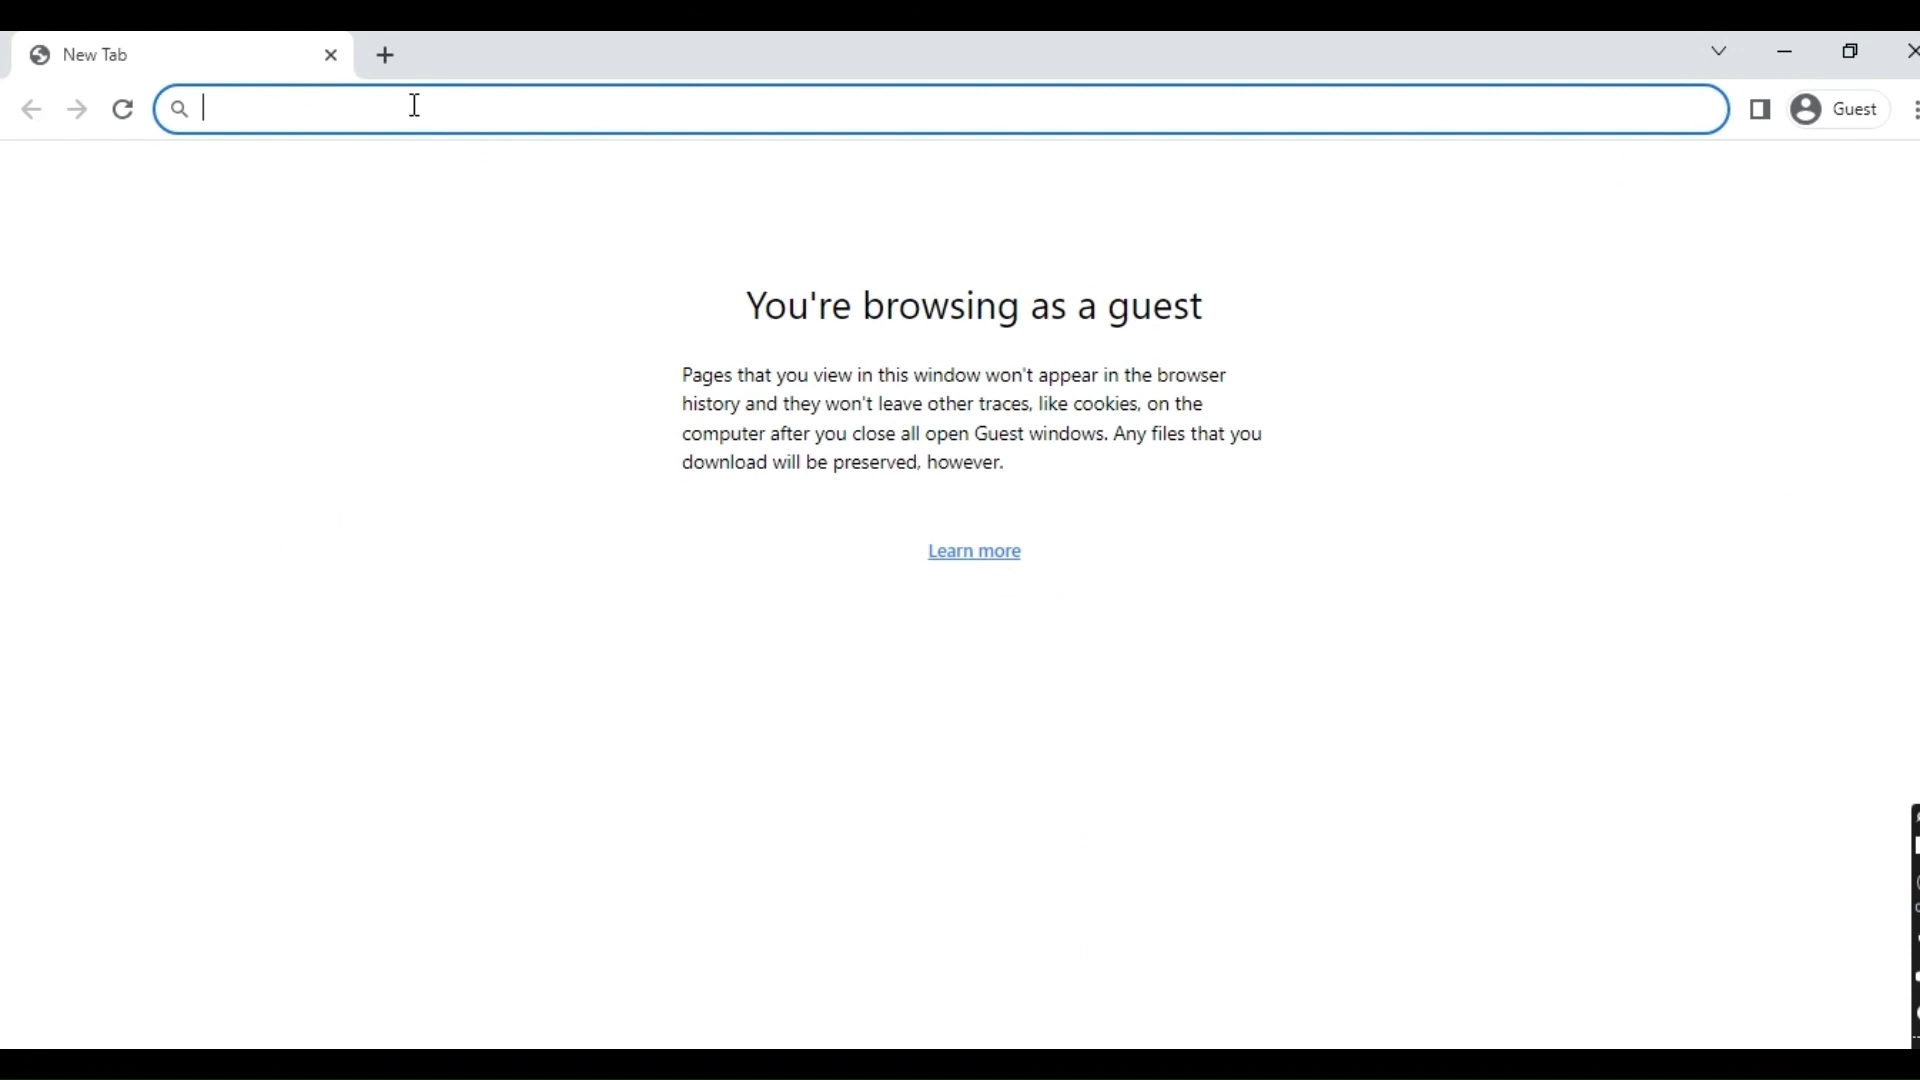 New Tab
Guest
You're browsing as a guest
Pages that you view in this window won't appear in the browser
history and they won't leave other traces, like cookies, on the
computer after you close all open Guest windows. Any files that you
download will be preserved, however.
Learn more